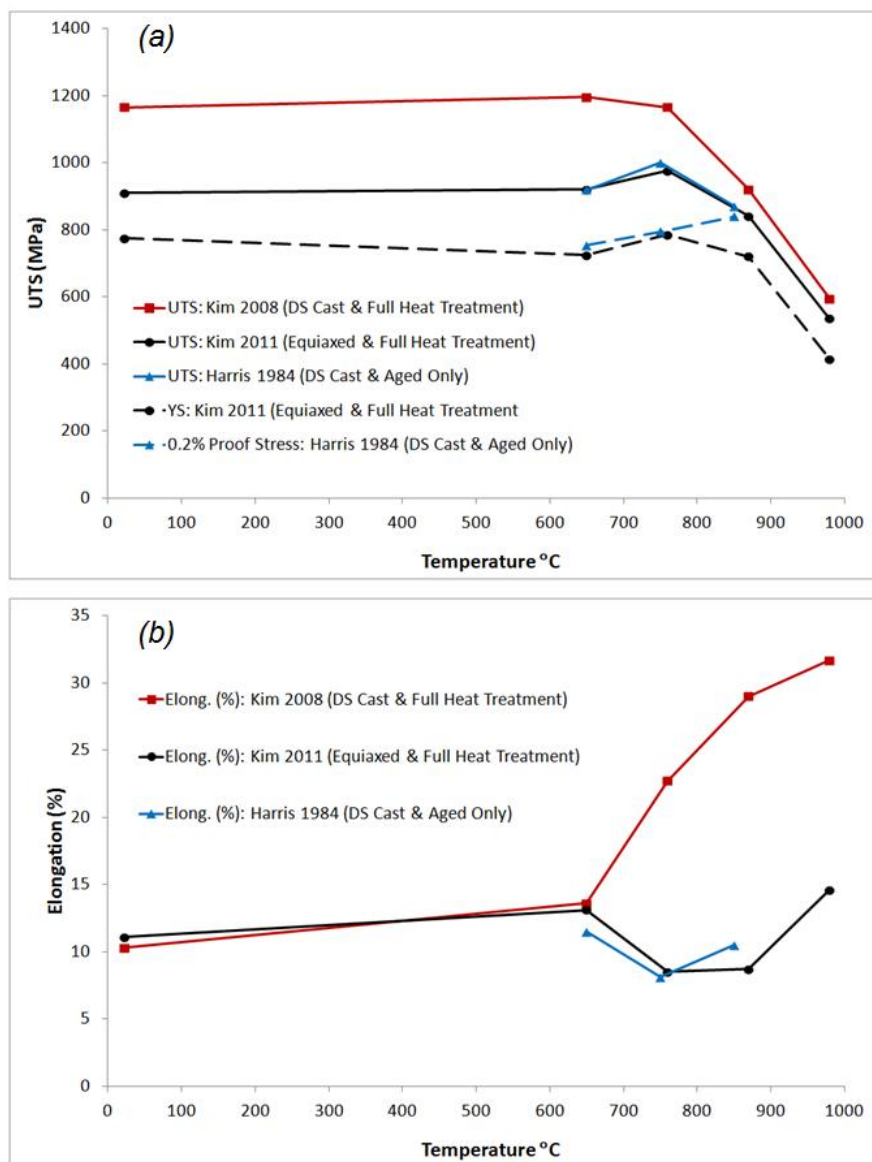 (a)
1400
1200
1000
800
600
400
200
0
UTS (MPa)
UTS: Kim 2008 (DS Cast & Full Heat Treatment)
UTS: Kim 2011 (Equiaxed & Full Heat Treatment)
UTS: Harris 1984 (DS Cast & Aged Only)
YS: Kim 2011 (Equiaxed & Full Heat Treatment
0.2% Proof Stress: Harris 1984 (DS Cast & Aged Only)
0 100 200 300 400 500 600 700 800 900 1000
Temperature °C
(b)
35
30
25
20
15
10
5
0
Elongation (%)
Elong. (%): Kim 2008 (DS Cast & Full Heat Treatment)
Elong. (%): Kim 2011 (Equiaxed & Full Heat Treatment)
Elong. (%): Harris 1984 (DS Cast & Aged Only)
0 100 200 300 400 500 600 700 800 900 1000
Temperature °C